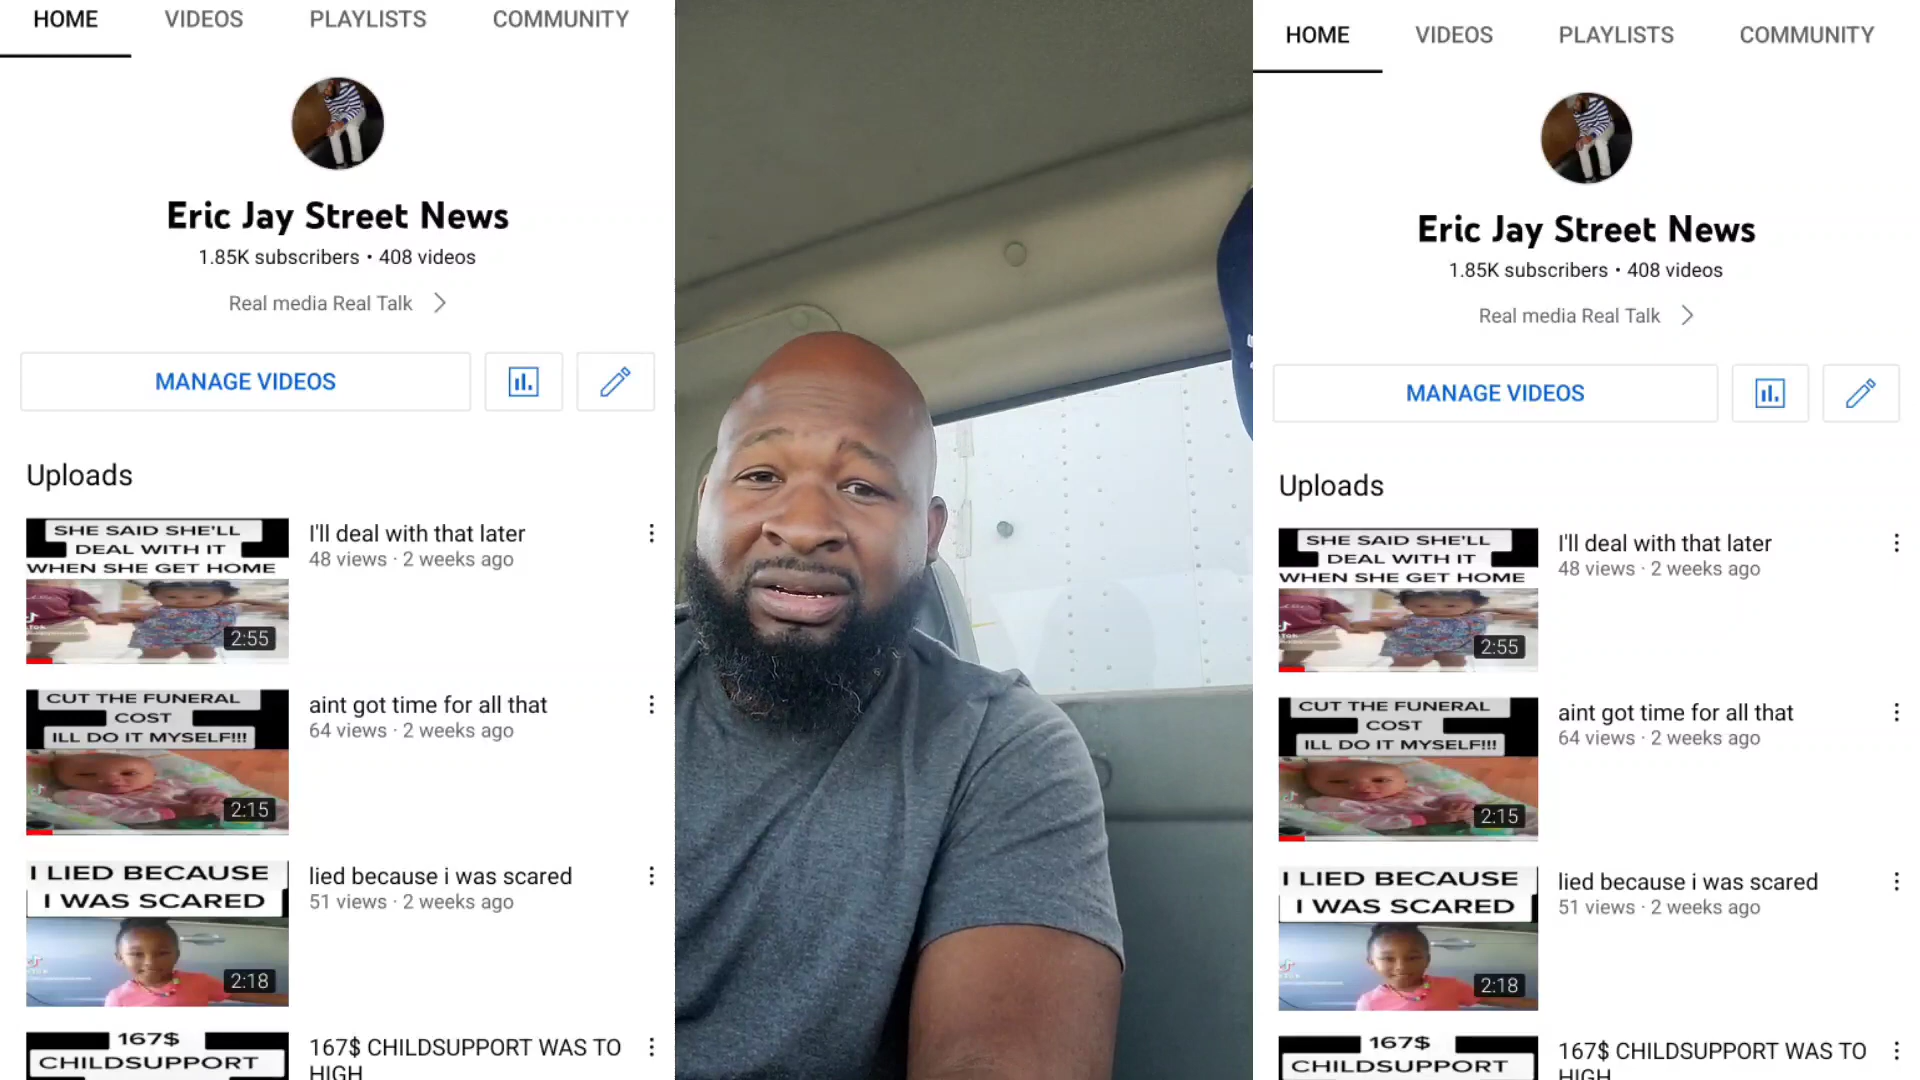 HOME VIDEOS PLAYLISTS COMMUNITY
Eric Jay Street News
1.85K subscribers • 408 videos
Real media Real Talk
MANAGE VIDEOS
Uploads
SHE SAID SHE'LL
DEAL WITH IT
WHEN SHE GET HOME
2:55
I'll deal with that later
48 views · 2 weeks ago
CUT THE FUNERAL
COST
ILL DO IT MYSELF!!!
2:15
aint got time for all that
64 views · 2 weeks ago
I LIED BECAUSE
I WAS SCARED
2:18
lied because i was scared
51 views · 2 weeks ago
167$
CHILDSUPPORT
167$ CHILDSUPPORT WAS TO
HIGH
HOME VIDEOS PLAYLISTS COMMUNITY
Eric Jay Street News
1.85K subscribers • 408 videos
Real media Real Talk
MANAGE VIDEOS
Uploads
SHE SAID SHE'LL
DEAL WITH IT
WHEN SHE GET HOME
2:55
I'll deal with that later
48 views · 2 weeks ago
CUT THE FUNERAL
COST
ILL DO IT MYSELF!!!
2:15
aint got time for all that
64 views · 2 weeks ago
I LIED BECAUSE
I WAS SCARED
2:18
lied because i was scared
51 views · 2 weeks ago
167$
CHILDSUPPORT
167$ CHILDSUPPORT WAS TO
HIGH